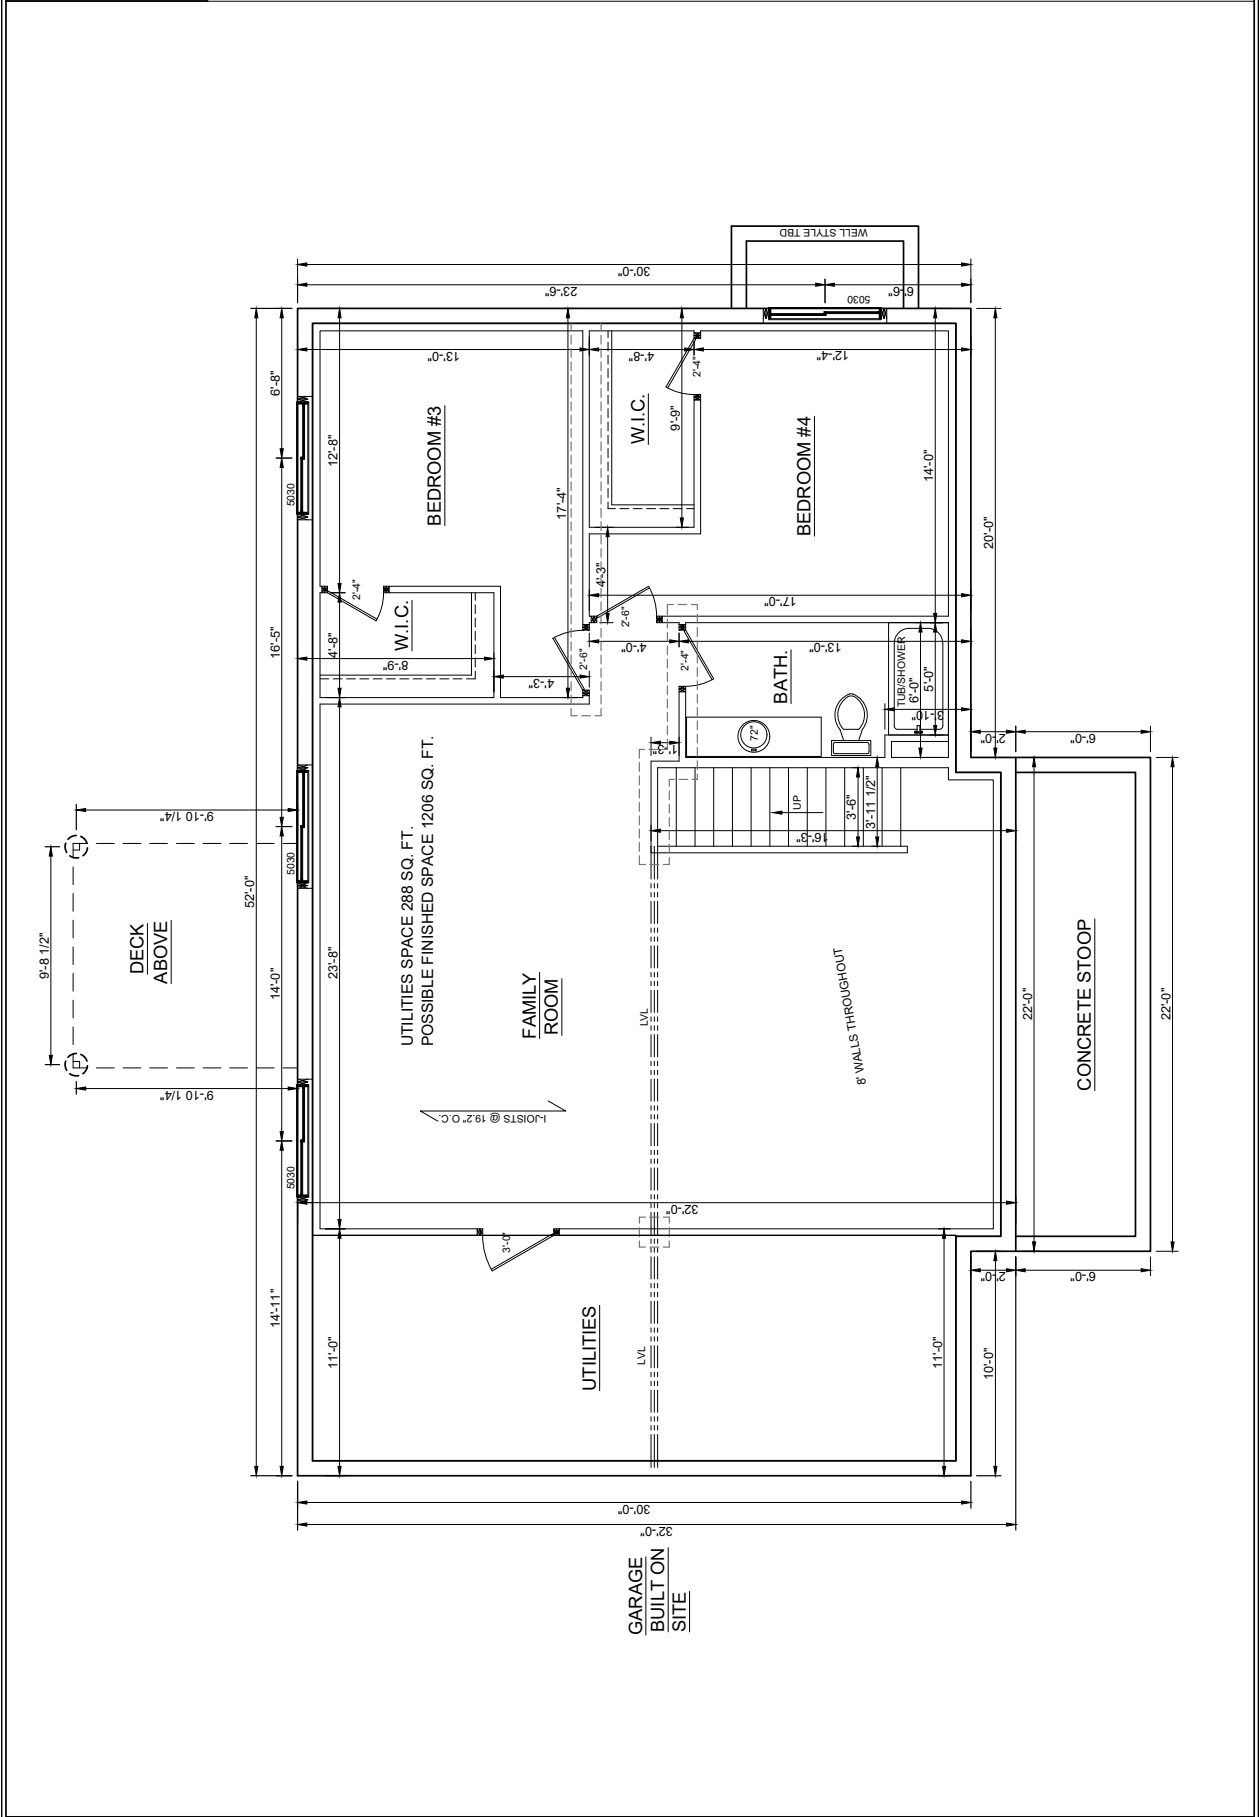 WELL STYLE TBD
30'-0"
23'-6"
6'-6"
5030
6'-8"
13'-0"
4'-8"
12'-4"
2'-4"
12'-8"
BEDROOM #3
W.I.C.
9'-9"
BEDROOM #4
14'-0"
20'-0"
5030
17'-4"
16'-5"
2'-4"
4'-3"
4'-8"
W.I.C.
8'-9"
17'-0"
2'-6"
2'-6"
4'-0"
2'-4"
13'-0"
4'-3"
BATH.
TUB/SHOWER
6'-0"
5'-0"
3'-10"
72"
1'-3"
2'-0"
6'-0"
9'-10 1/4"
UP
3'-6"
3'-11 1/2"
16'-3"
5030
52'-0"
UTILITIES SPACE 288 SQ. FT.
POSSIBLE FINISHED SPACE 1206 SQ. FT.
9'-8 1/2"
DECK
ABOVE
14'-0"
23'-8"
FAMILY
ROOM
LVL
8' WALLS THROUGHOUT
22'-0"
CONCRETE STOOP
22'-0"
9'-10 1/4"
I-JOISTS @ 19.2" O.C.
5030
32'-0"
3'-0"
2'-0"
6'-0"
14'-11"
11'-0"
UTILITIES
LVL
11'-0"
10'-0"
30'-0"
32'-0"
GARAGE
BUILT ON
SITE